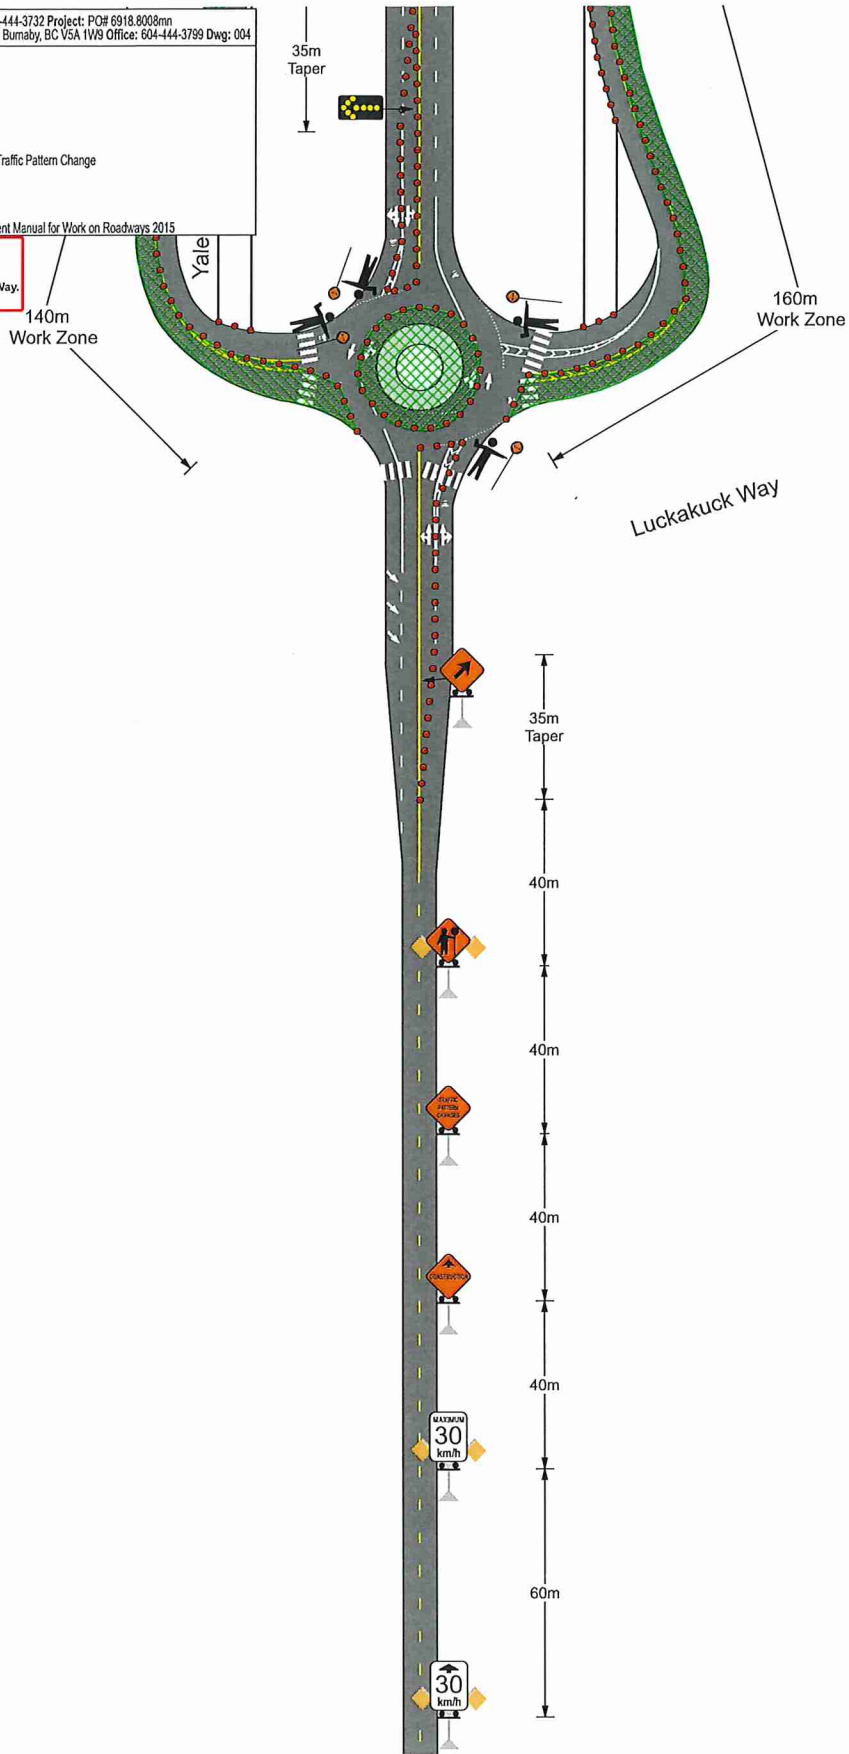 -444-3732 Project: PO# 6918.8008mn
Burnaby, BC V5A 1W9 Office: 604-444-3799 Dwg: 004
Traffic Pattern Change
ent Manual for Work on Roadways 2015
Way.
35m
Taper
Yale
140m
Work Zone
160m
Work Zone
Luckakuck Way
35m
Taper
40m
40m
TRAFFIC
PATTERN
CHANGES
40m
CONSTRUCTION
40m
MAXIMUM
30
km/h
60m
30
km/h